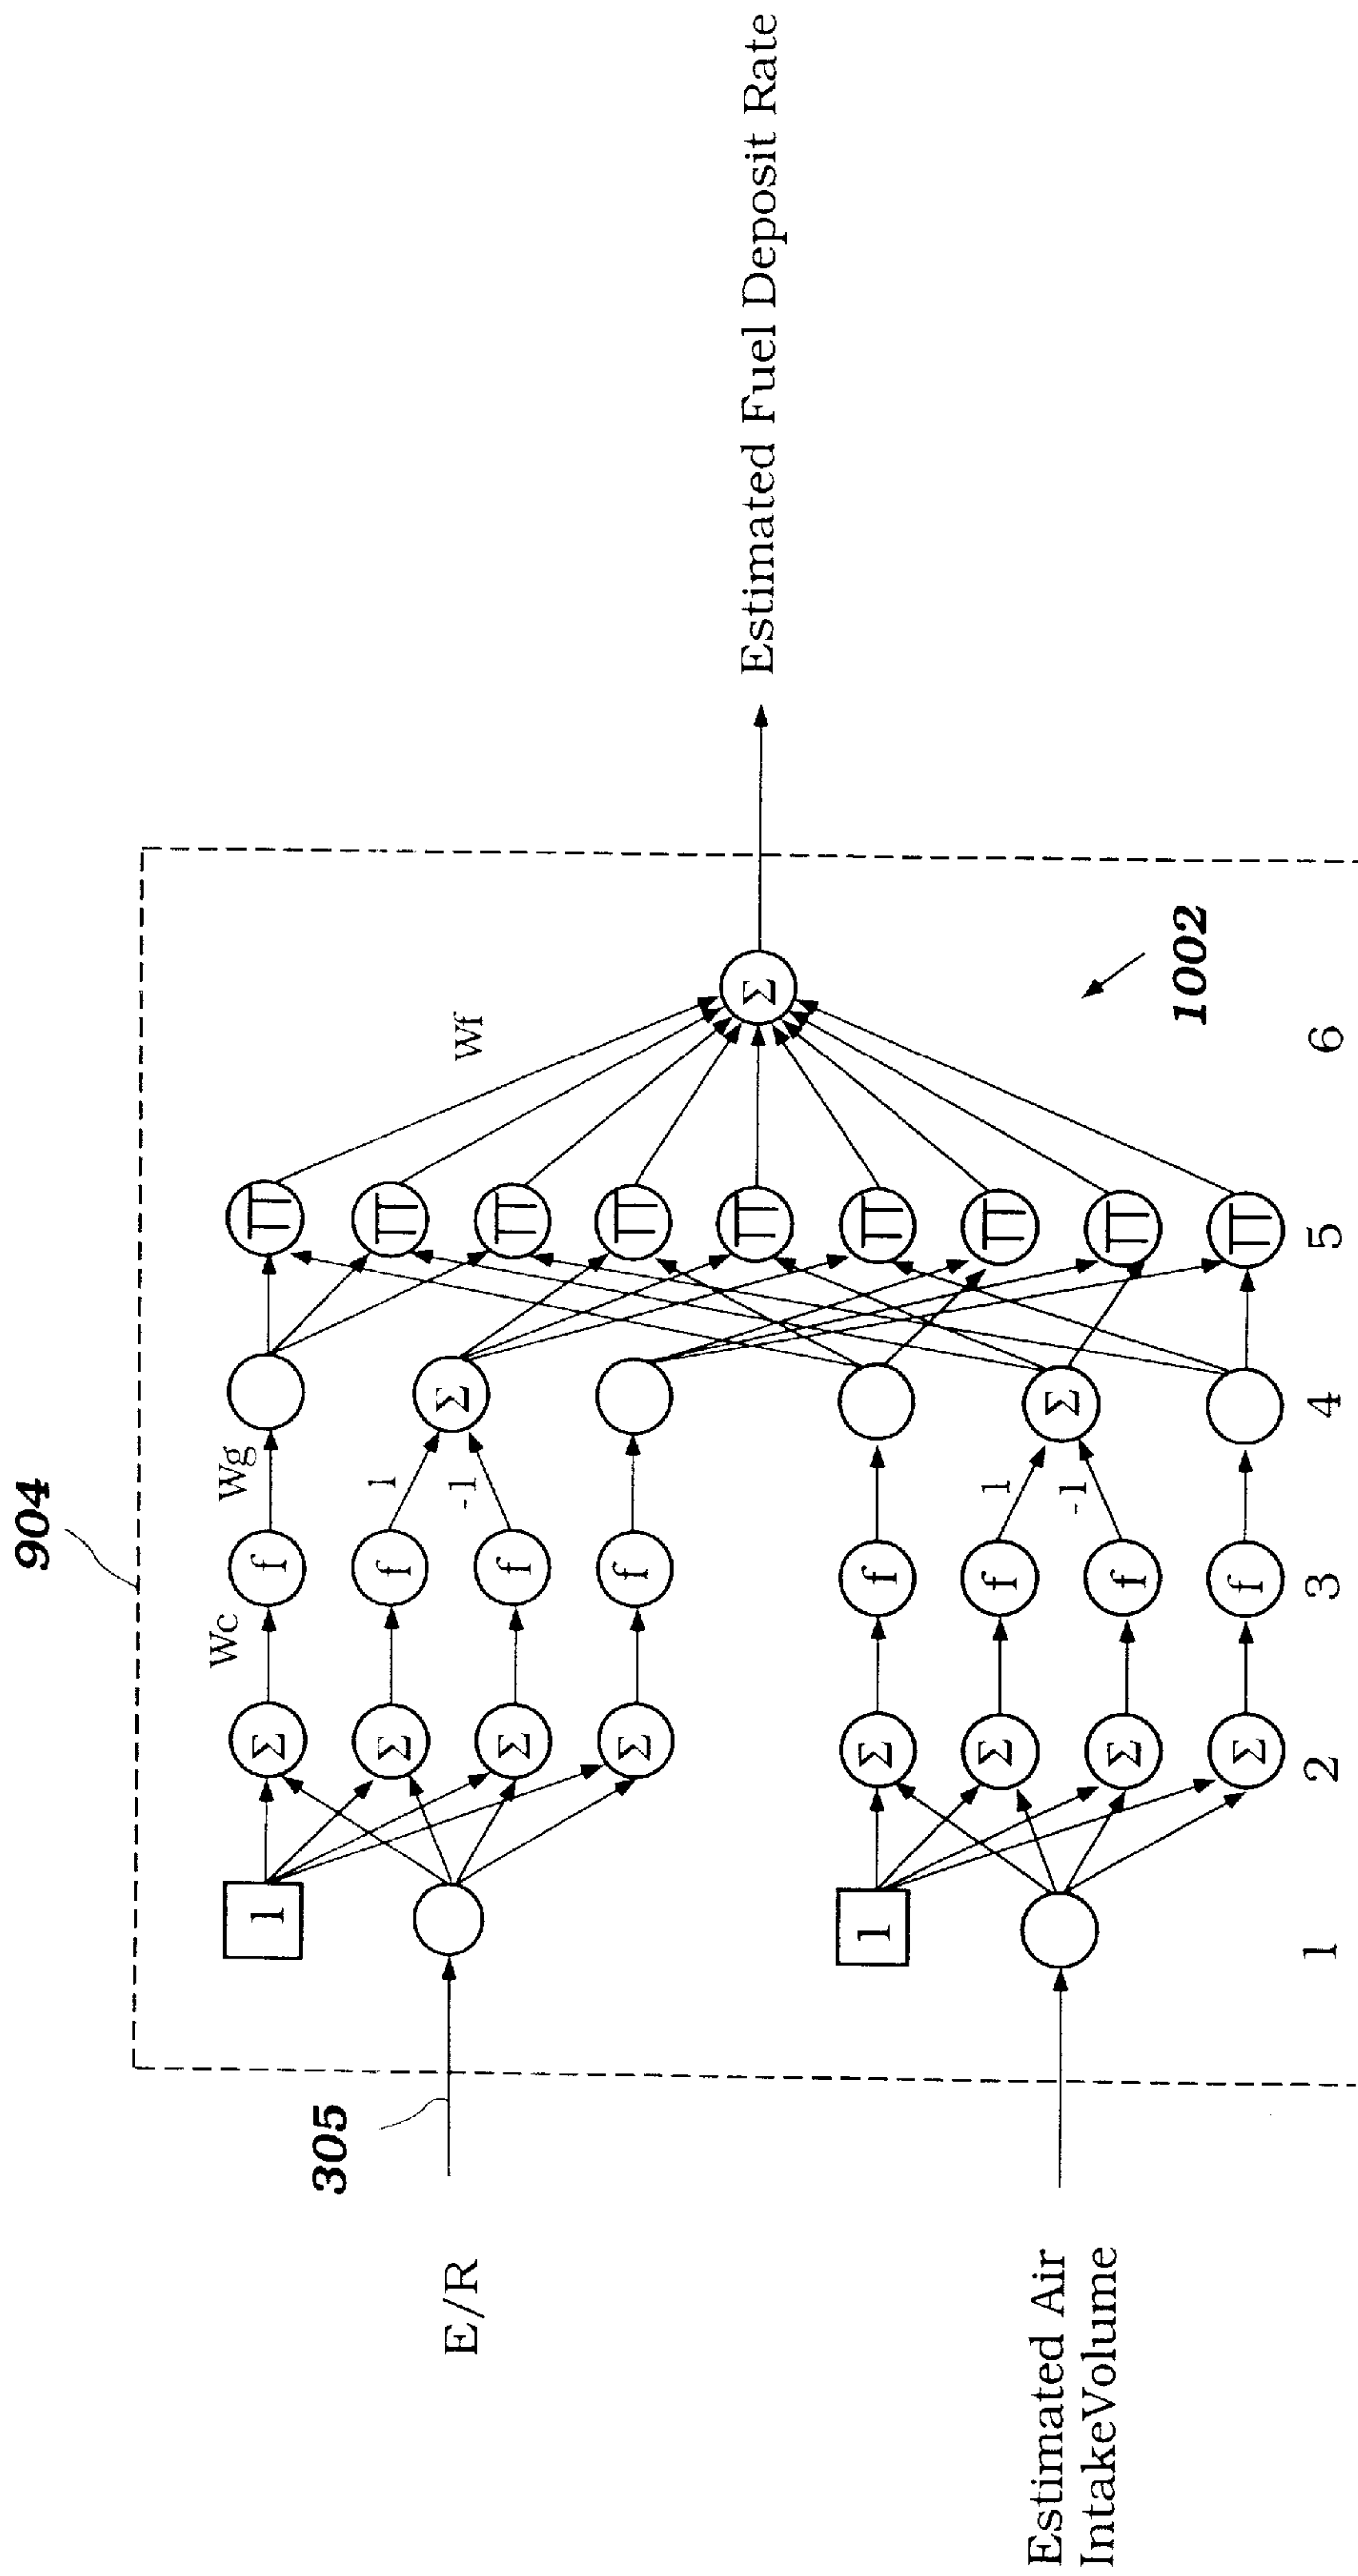 904
305
E/R
Estimated Air
IntakeVolume
1
1
Σ
Σ
Σ
Σ
Σ
Σ
Σ
Σ
Wc
f
f
f
f
f
f
f
f
Wg
1
-1
1
-1
Σ
Σ
Π
Π
Π
Π
Π
Π
Π
Π
Π
Wf
Σ
Estimated Fuel Deposit Rate
1002
1 2 3 4 5 6